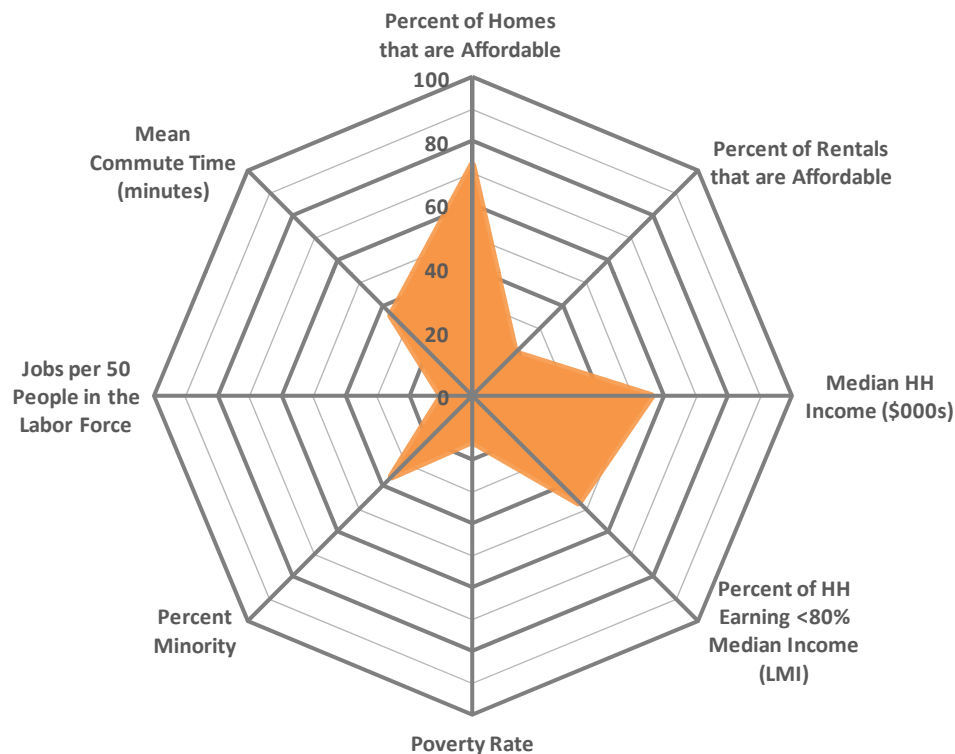 Percent of Homes
that are Affordable
100
80
60
40
20
0
Percent of Rentals
that are Affordable
Median HH
Income ($000s)
Percent of HH
Earning <80%
Median Income
(LMI)
Poverty Rate
Percent
Minority
Jobs per 50
People in the
Labor Force
Mean
Commute Time
(minutes)